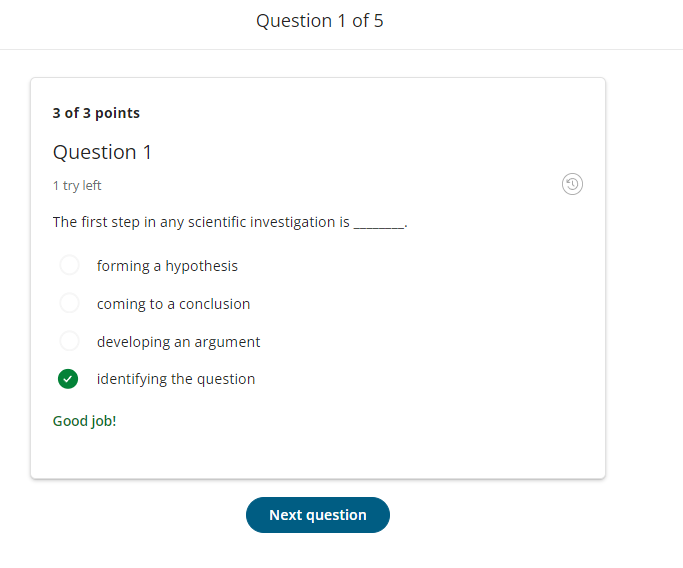 Question 1 of 5
3 of 3 points
Question 1
1 try left
The first step in any scientific investigation is ________.
forming a hypothesis
coming to a conclusion
developing an argument
identifying the question
Good job!
Next question